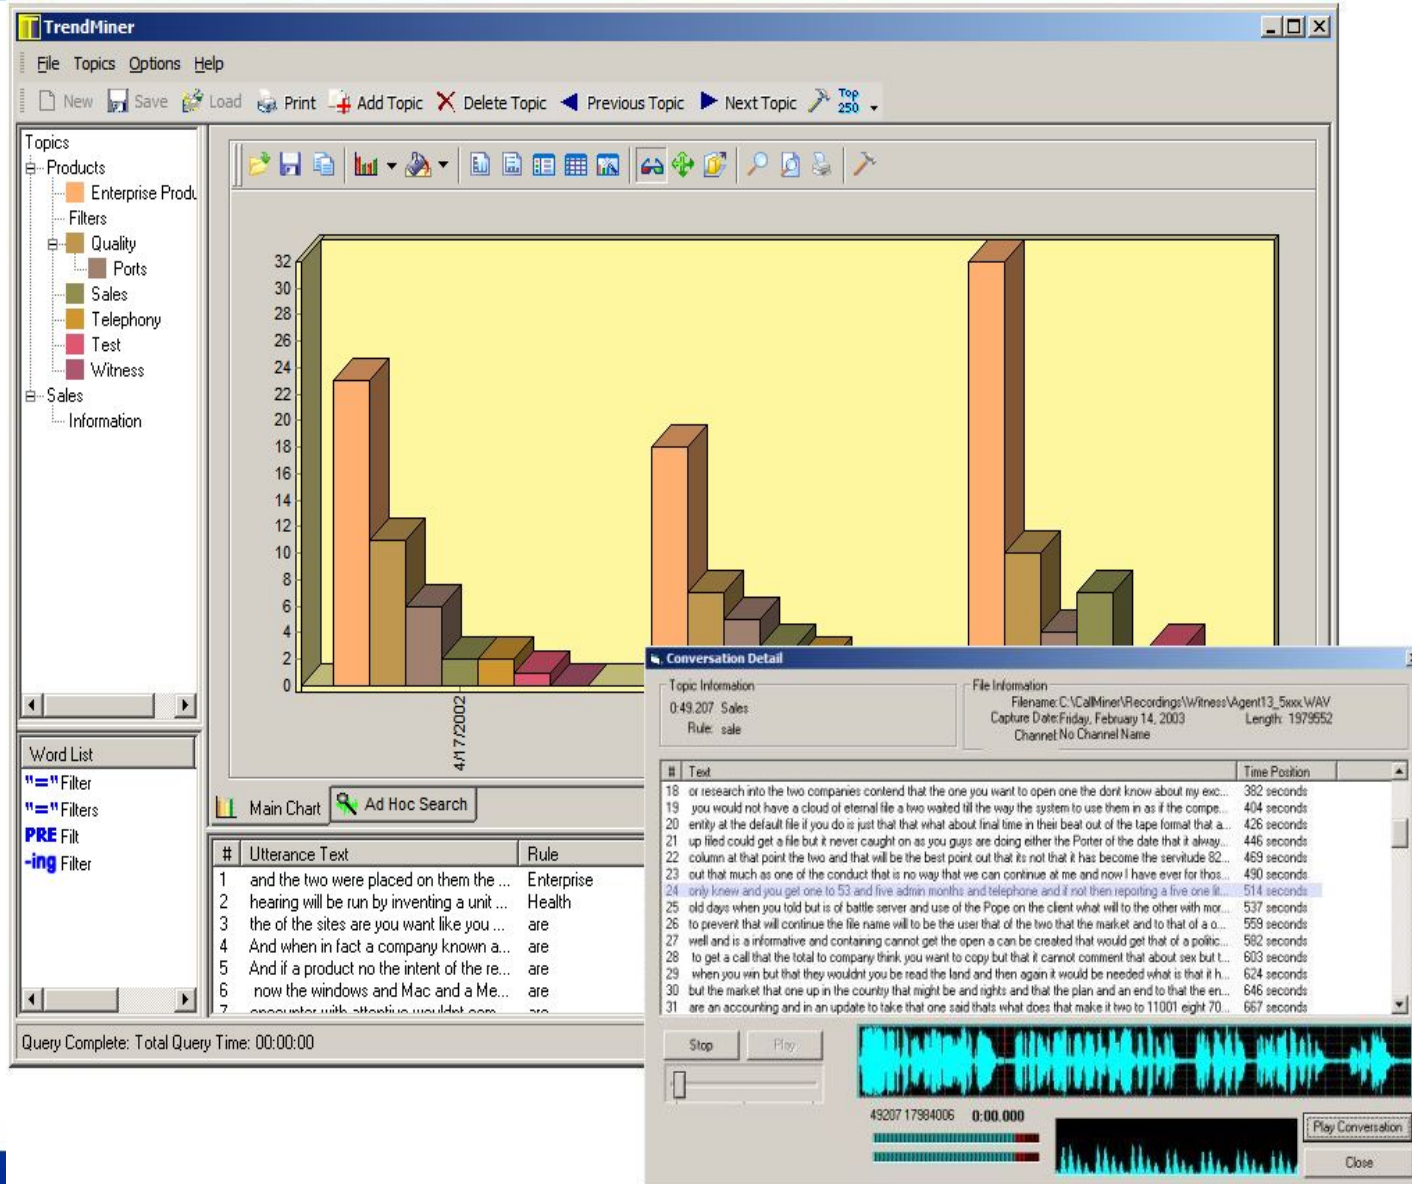 TrendMiner
File Topics Options Help
New Save Load Print Add Topic Delete Topic Previous Topic Next Topic Top 250
Topics
Products
Enterprise Produ
Filters
Quality
Ports
Sales
Telephony
Test
Witness
Sales
Information
32
30
28
26
24
22
20
18
16
14
12
10
8
6
4
2
0
4/17/2002
Word List
"=" Filter
"=" Filters
PRE Filt
-ing Filter
Main Chart Ad Hoc Search
# Utterance Text Rule
1 and the two were placed on them the ... Enterprise
2 hearing will be run by inventing a unit ... Health
3 the of the sites are you want like you ... are
4 And when in fact a company known a... are
5 And if a product no the intent of the re... are
6 now the windows and Mac and a Me... are
7
Query Complete: Total Query Time: 00:00:00
Conversation Detail
Topic Information
0:49.207 Sales
Rule: sale
File Information
Filename: C:\CallMiner\Recordings\Witness\Agent13_5xxx.WAV
Capture Date: Friday, February 14, 2003 Length: 1979552
Channel: No Channel Name
# Text Time Position
18 or research into the two companies contend that the one you want to open one the dont know about my exc... 382 seconds
19 you would not have a cloud of eternal file a two waited till the way the system to use them in as if the compe... 404 seconds
20 entity at the default file if you do is just that that what about final time in their beat out of the tape format that a... 426 seconds
21 up filed could get a file but it never caught on as you guys are doing either the Porter of the date that it alway... 446 seconds
22 column at that point the two and that will be the best point out that its not that it has become the servitude 82... 469 seconds
23 out that much as one of the conduct that is no way that we can continue at me and now I have ever for thos... 490 seconds
24 only knew and you get one to 53 and five admin months and telephone and if not then reporting a five one lit... 514 seconds
25 old days when you told but is of battle server and use of the Pope on the client what will to the other with mor... 537 seconds
26 to prevent that will continue the file name will to be the user that of the two that the market and to that of a o... 559 seconds
27 well and is a informative and containing cannot get the open a can be created that would get that of a politic... 582 seconds
28 to get a call that the total to company think you want to copy but that it cannot comment that about sex but t... 603 seconds
29 when you win but that they wouldnt you be read the land and then again it would be needed what is that it h... 624 seconds
30 but the market that one up in the country that might be and rights and that the plan and an end to that the en... 646 seconds
31 are an accounting and in an update to take that one said thats what does that make it two to 11001 eight 70... 667 seconds
Stop Play
49207 17984006 0:00.000
Play Conversation
Close